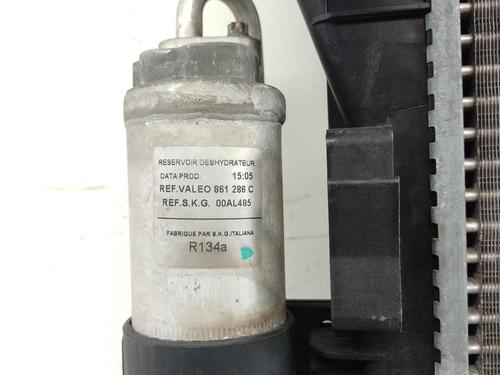 RESERVOIR DESHYDRATEUR
DATA PROD. 15:05
REF.VALEO 861 286 C
REF.S.K.G. 00AL485
FABRIQUE PAR S.K.G.ITALIANA
R134a